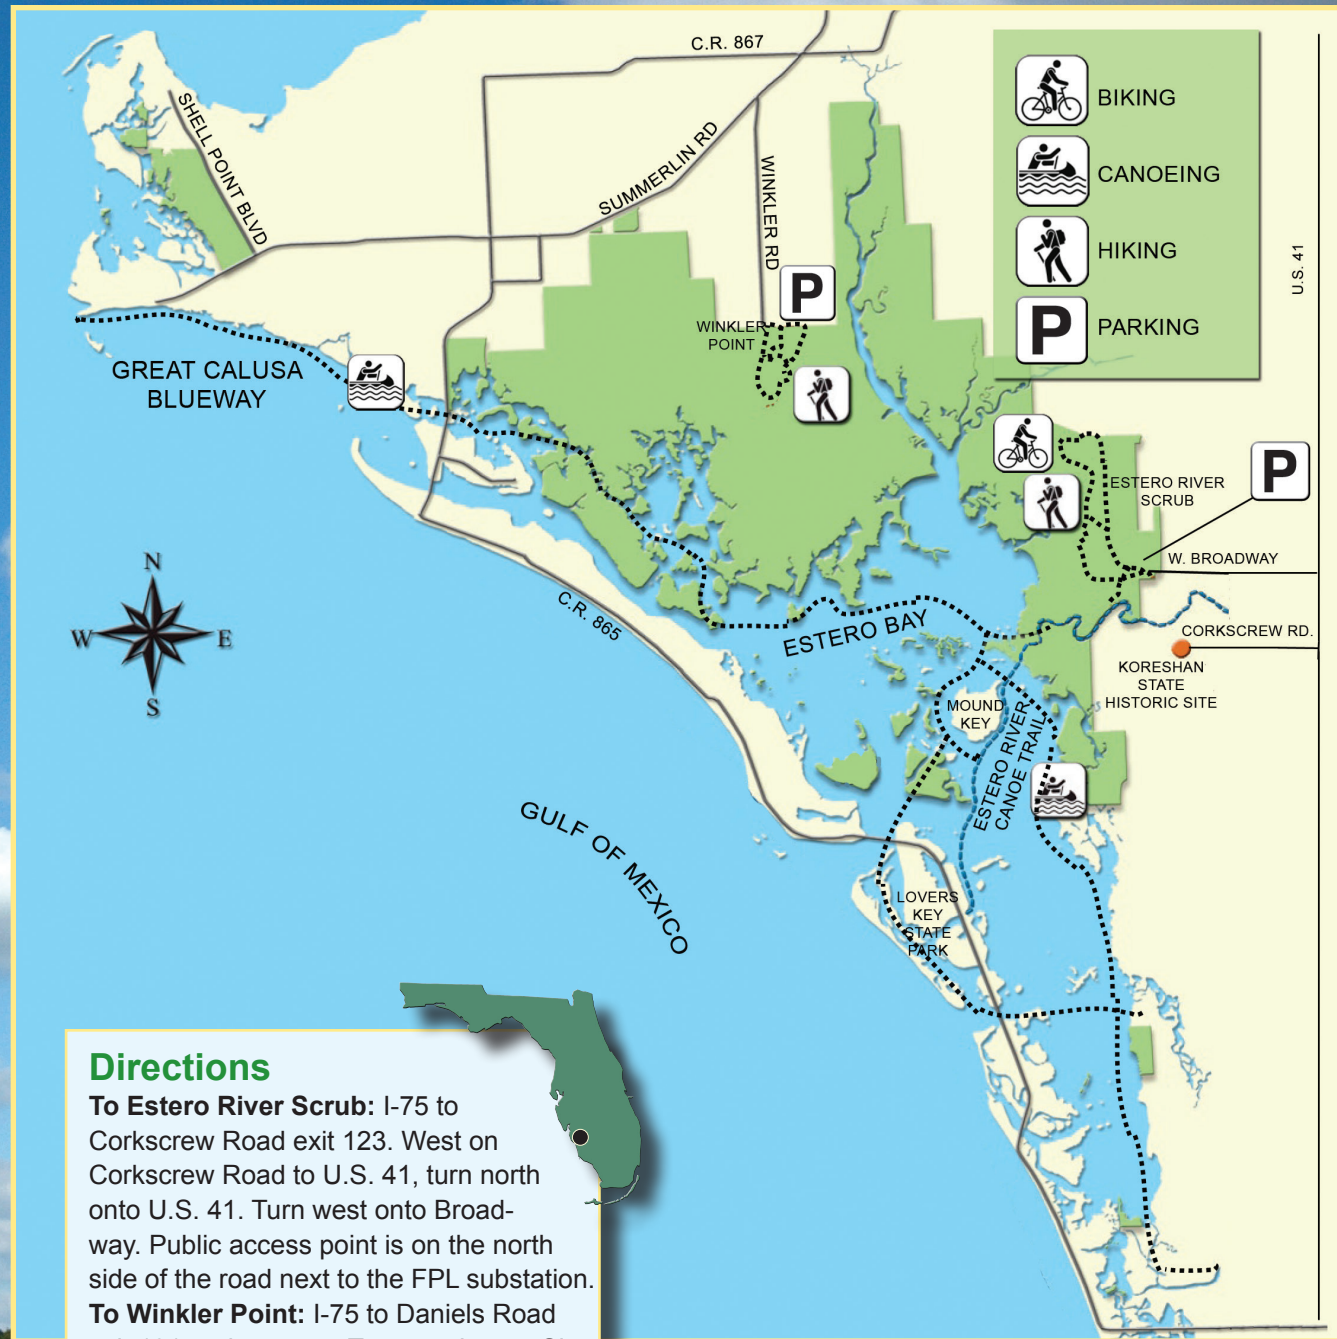 C.R. 867
SHELL POINT BLVD
SUMMERLIN RD
WINKLER RD
BIKING
CANOEING
HIKING
P PARKING
U.S. 41
P
WINKLER
POINT
GREAT CALUSA
BLUEWAY
P
ESTERO RIVER
SCRUB
W. BROADWAY
N
W E
S
C.R. 865
ESTERO BAY
CORKSCREW RD.
KORESHAN
STATE
HISTORIC SITE
MOUND
KEY
ESTERO RIVER
CANOE TRAIL
GULF OF MEXICO
LOVERS
KEY
STATE
PARK
Directions
To Estero River Scrub: I-75 to
Corkscrew Road exit 123. West on
Corkscrew Road to U.S. 41, turn north
onto U.S. 41. Turn west onto Broad-
way. Public access point is on the north
side of the road next to the FPL substation.
To Winkler Point: I-75 to Daniels Road